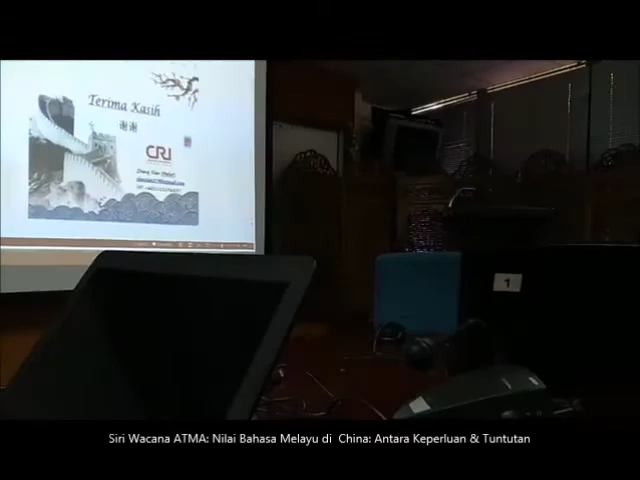 Terima Kasih
谢谢
CRI
1
Siri Wacana ATMA: Nilai Bahasa Melayu di China: Antara Keperluan & Tuntutan